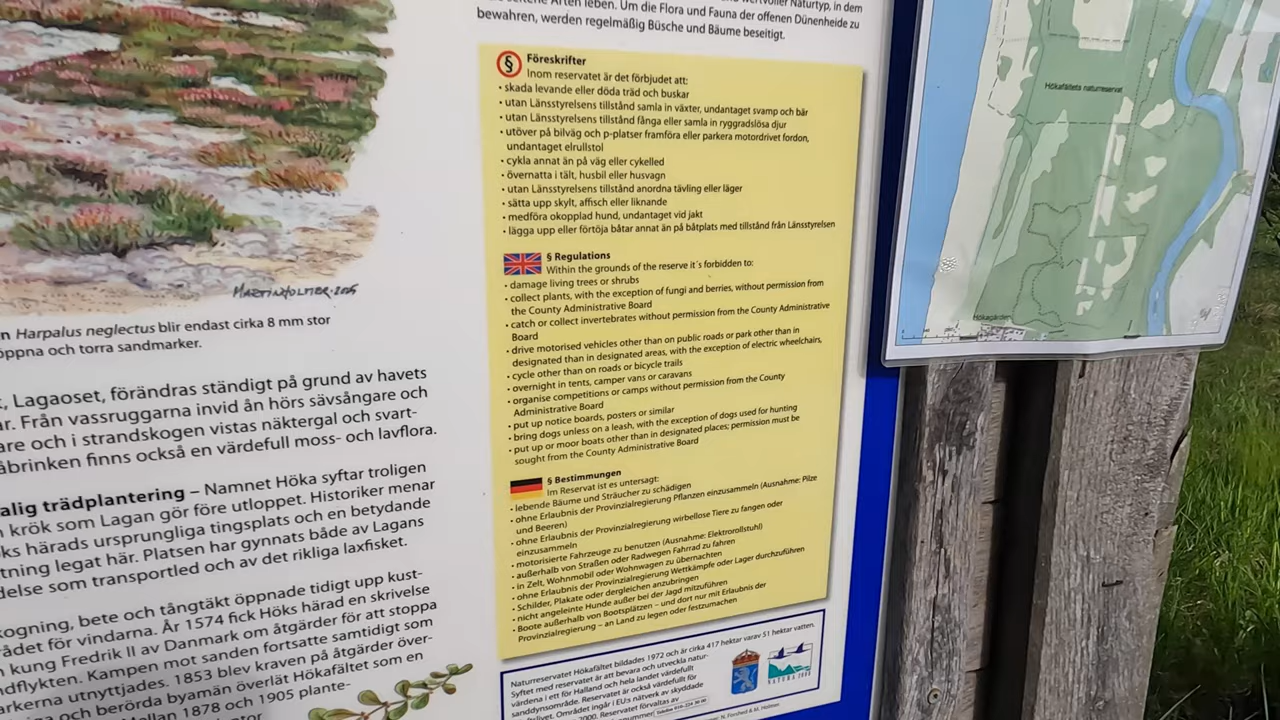 Arten leben. Um die Flora und Fauna der offenen Dünenheide zu
bewahren, werden regelmäßig Büsche und Bäume beseitigt.
§ Föreskrifter
Inom reservatet är det förbjudet att:
• skada levande eller döda träd och buskar
• utan Länsstyrelsens tillstånd samla in växter, undantaget svamp och bär
• utan Länsstyrelsens tillstånd fånga eller samla in ryggradslösa djur
• utöver på bilväg och p-platser framföra eller parkera motordrivet fordon,
undantaget elrullstol
• cykla annat än på väg eller cykelled
• övernatta i tält, husbil eller husvagn
• utan Länsstyrelsens tillstånd anordna tävling eller läger
• sätta upp skylt, affisch eller liknande
• medföra okopplad hund, undantaget vid jakt
• lägga upp eller förtöja båtar annat än på båtplats med tillstånd från Länsstyrelsen
§ Regulations
Within the grounds of the reserve it´s forbidden to:
• damage living trees or shrubs
• collect plants, with the exception of fungi and berries, without permission from
the County Administrative Board
• catch or collect invertebrates without permission from the County Administrative
Board
• drive motorised vehicles other than on public roads or park other than in
designated than in designated areas, with the exception of electric wheelchairs,
• cycle other than on roads or bicycle trails
• overnight in tents, camper vans or caravans
• organise competitions or camps without permission from the County
Administrative Board
• put up notice boards, posters or similar
• bring dogs unless on a leash, with the exception of dogs used for hunting
• put up or moor boats other than in designated places; permission must be
sought from the County Administrative Board
§ Bestimmungen
Im Reservat ist es untersagt:
• lebende Bäume und Sträucher zu schädigen
• ohne Erlaubnis der Provinzialregierung Pflanzen einzusammeln (Ausnahme: Pilze
und Beeren)
• ohne Erlaubnis der Provinzialregierung wirbellose Tiere zu fangen oder
einzusammeln
• motorisierte Fahrzeuge zu benutzen (Ausnahme: Elektrorollstuhl)
• außerhalb von Straßen oder Radwegen Fahrrad zu fahren
• in Zelt, Wohnmobil oder Wohnwagen zu übernachten
• ohne Erlaubnis der Provinzialregierung Wettkämpfe oder Lager durchzuführen
• Schilder, Plakate oder dergleichen anzubringen
• nicht angeleinte Hunde außer bei der Jagd mitzuführen
• Boote außerhalb von Bootsplätzen – und dort nur mit Erlaubnis der
Provinzialregierung – an Land zu legen oder festzumachen
Naturreservatet Hökafältet bildades 1972 och är cirka 417 hektar varav 51 hektar vatten.
Syftet med reservatet är att bevara och utveckla natur-
värdena i ett för Halland och hela landet värdefullt
sanddynsområde. Reservatet är också värdefullt för
Området ingår i EU:s nätverk av skyddade
2000. Reservatet förvaltas av
NATURA 2000
MARTIN HOLMER·2005
Harpalus neglectus blir endast cirka 8 mm stor
öppna och torra sandmarker.
Lagaoset, förändras ständigt på grund av havets
Från vassruggarna invid ån hörs sävsångare och
are och i strandskogen vistas näktergal och svart-
åbrinken finns också en värdefull moss- och lavflora.
alig trädplantering – Namnet Höka syftar troligen
krök som Lagan gör före utloppet. Historiker menar
ks härads ursprungliga tingsplats och en betydande
tning legat här. Platsen har gynnats både av Lagans
delse som transportled och av det rikliga laxfisket.
kogning, bete och tångtäkt öppnade tidigt upp kust-
rådet för vindarna. År 1574 fick Höks härad en skrivelse
kung Fredrik II av Danmark om åtgärder för att stoppa
ndflykten. Kampen mot sanden fortsatte samtidigt som
arkerna utnyttjades. 1853 blev kraven på åtgärder över-
och berörda byamän överlät Hökafältet som en
Mellan 1878 och 1905 plante-
Hökafältets naturreservat
Hökagården